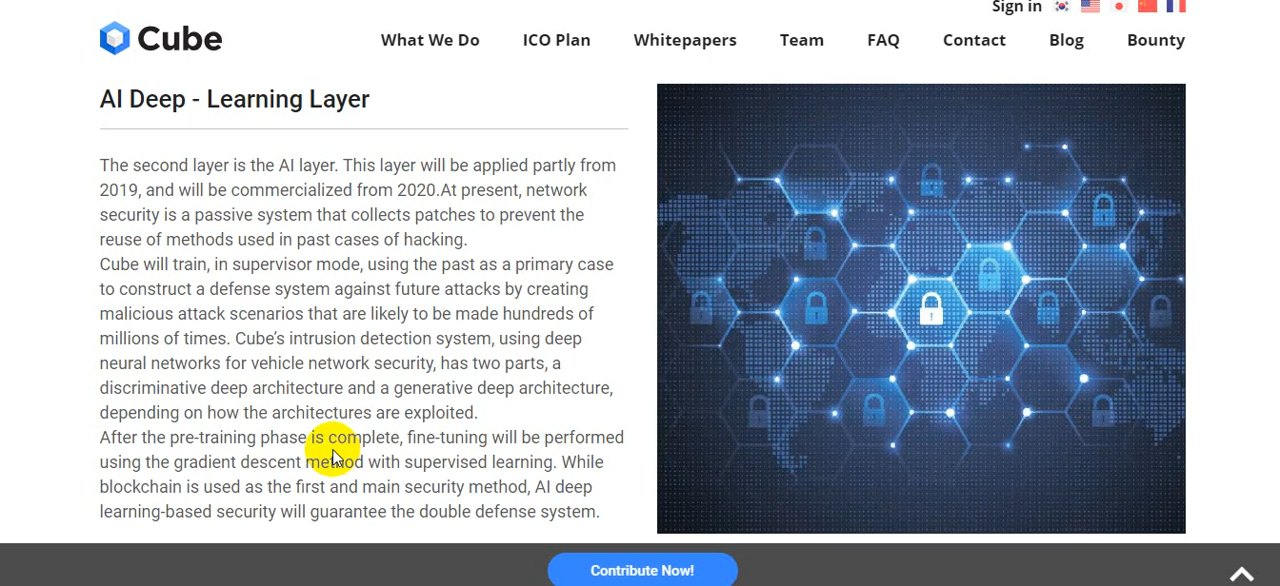 Sign in
Cube
What We Do ICO Plan Whitepapers Team FAQ Contact Blog Bounty
AI Deep - Learning Layer
The second layer is the AI layer. This layer will be applied partly from
2019, and will be commercialized from 2020.At present, network
security is a passive system that collects patches to prevent the
reuse of methods used in past cases of hacking.
Cube will train, in supervisor mode, using the past as a primary case
to construct a defense system against future attacks by creating
malicious attack scenarios that are likely to be made hundreds of
millions of times. Cube’s intrusion detection system, using deep
neural networks for vehicle network security, has two parts, a
discriminative deep architecture and a generative deep architecture,
depending on how the architectures are exploited.
After the pre-training phase is complete, fine-tuning will be performed
using the gradient descent method with supervised learning. While
blockchain is used as the first and main security method, AI deep
learning-based security will guarantee the double defense system.
Contribute Now!